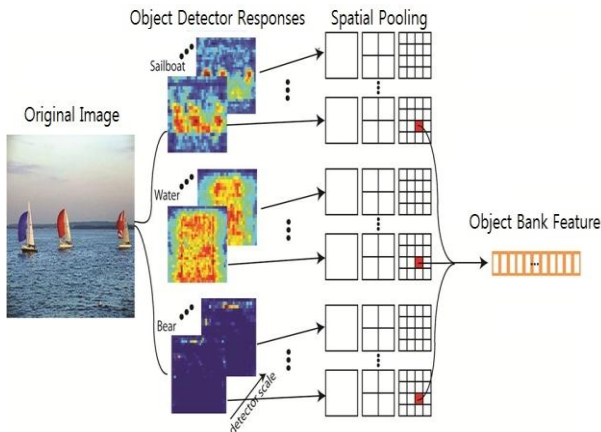 Object Detector Responses
Spatial Pooling
Sailboat
Original Image
Water
Object Bank Feature
Bear
detector scale